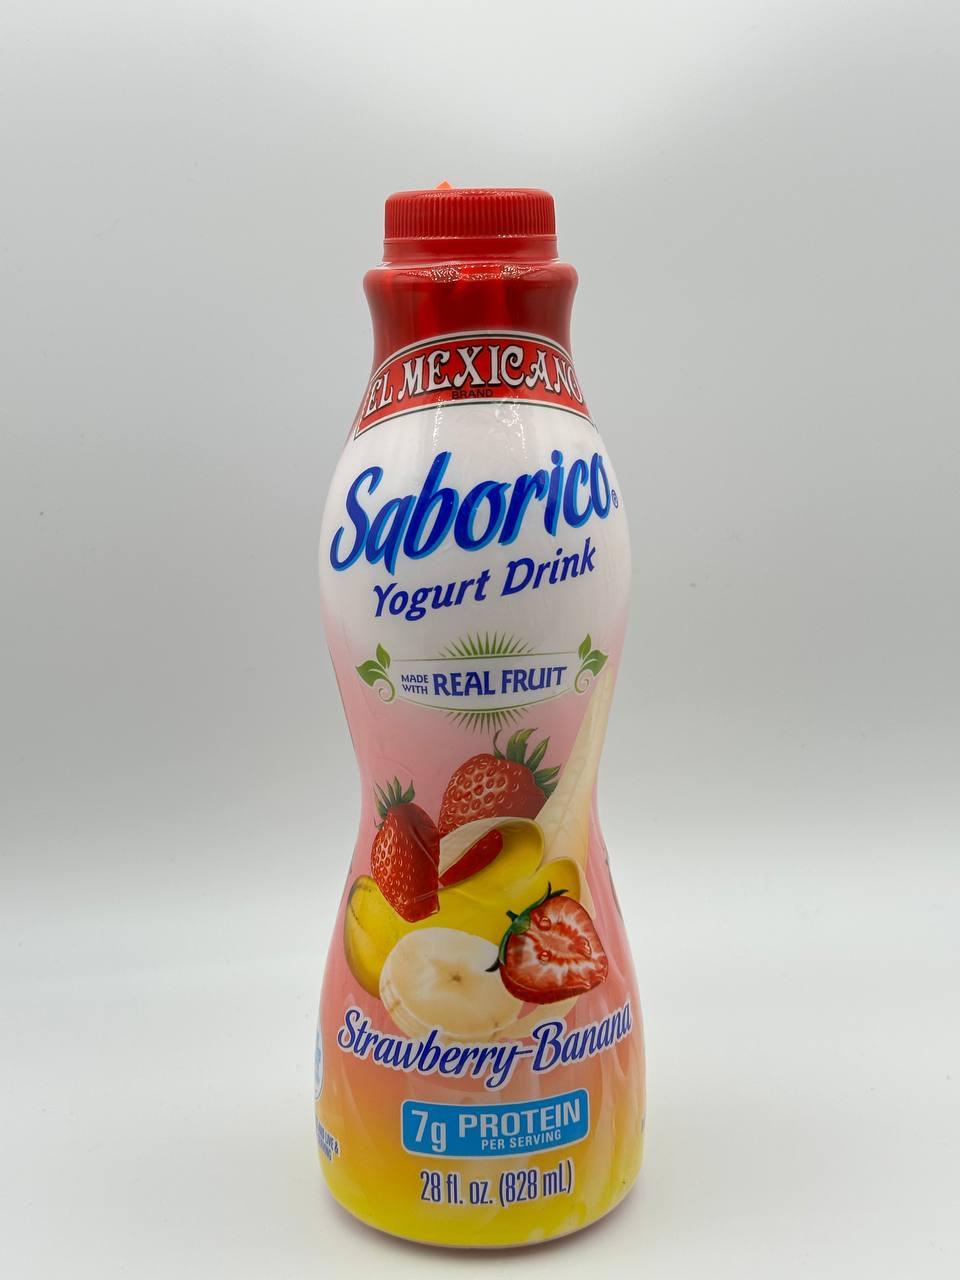 EL MEXICANO
BRAND
Saborico®
Yogurt Drink
MADE
WITH REAL FRUIT
Strawberry-Banana
7g PROTEIN
PER SERVING
28 fl. oz. (828 mL)